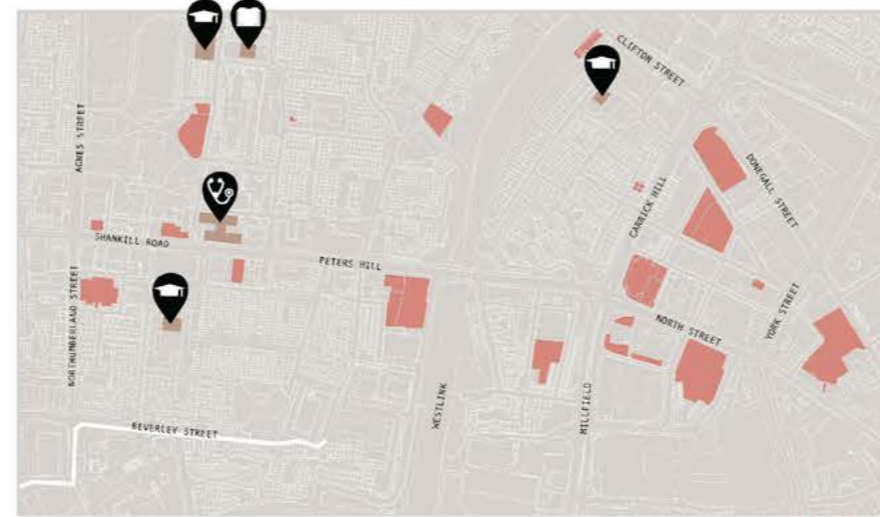 CLIFTON STREET
AGNES STREET
DONEGALL STREET
CARRICK HILL
SHANKILL ROAD
PETERS HILL
NORTHUMBERLAND STREET
YORK STREET
NORTH STREET
WESTLINK
MILLFIELD
BEVERLEY STREET